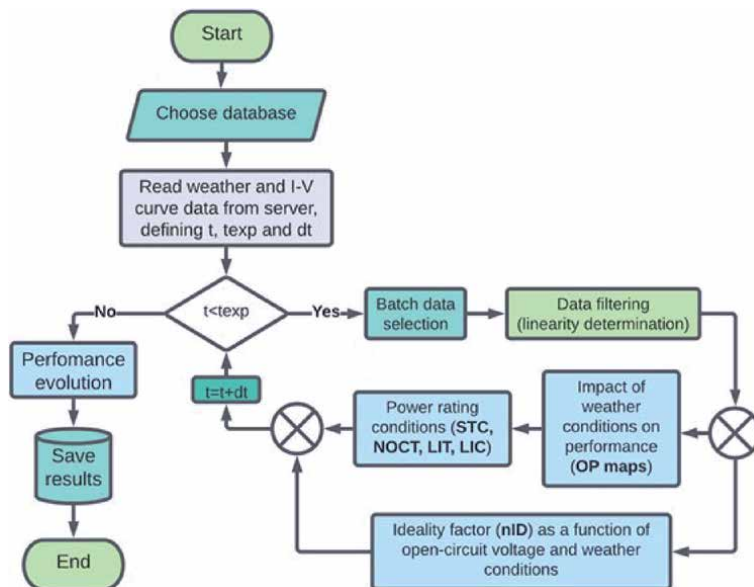 Start
Choose database
Read weather and I-V
curve data from server,
defining t, texp and dt
t<texp
No
Yes
Batch data
selection
Data filtering
(linearity determination)
Perfomance
evolution
t=t+dt
Power rating
conditions (STC,
NOCT, LIT, LIC)
Impact of
weather
conditions on
performance
(OP maps)
Save
results
Ideality factor (nID) as a function of
open-circuit voltage and weather
conditions
End